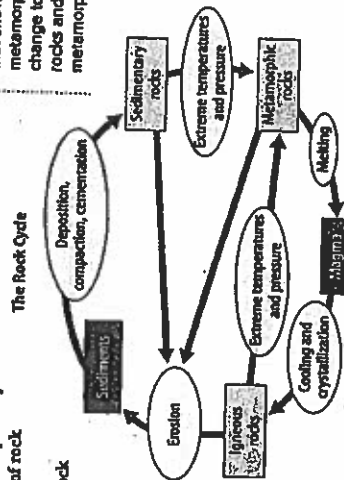 metamorp
change to
rocks and
metamorp
of rock
ock
The Rock Cycle
Sediments
Deposition,
compaction, cementation
Sedimentary
rocks
Extreme temperatures
and pressure
Metamorphic
rocks
Melting
Magma
Cooling and
crystallization
Igneous
rocks
Extreme temperatures
and pressure
Erosion